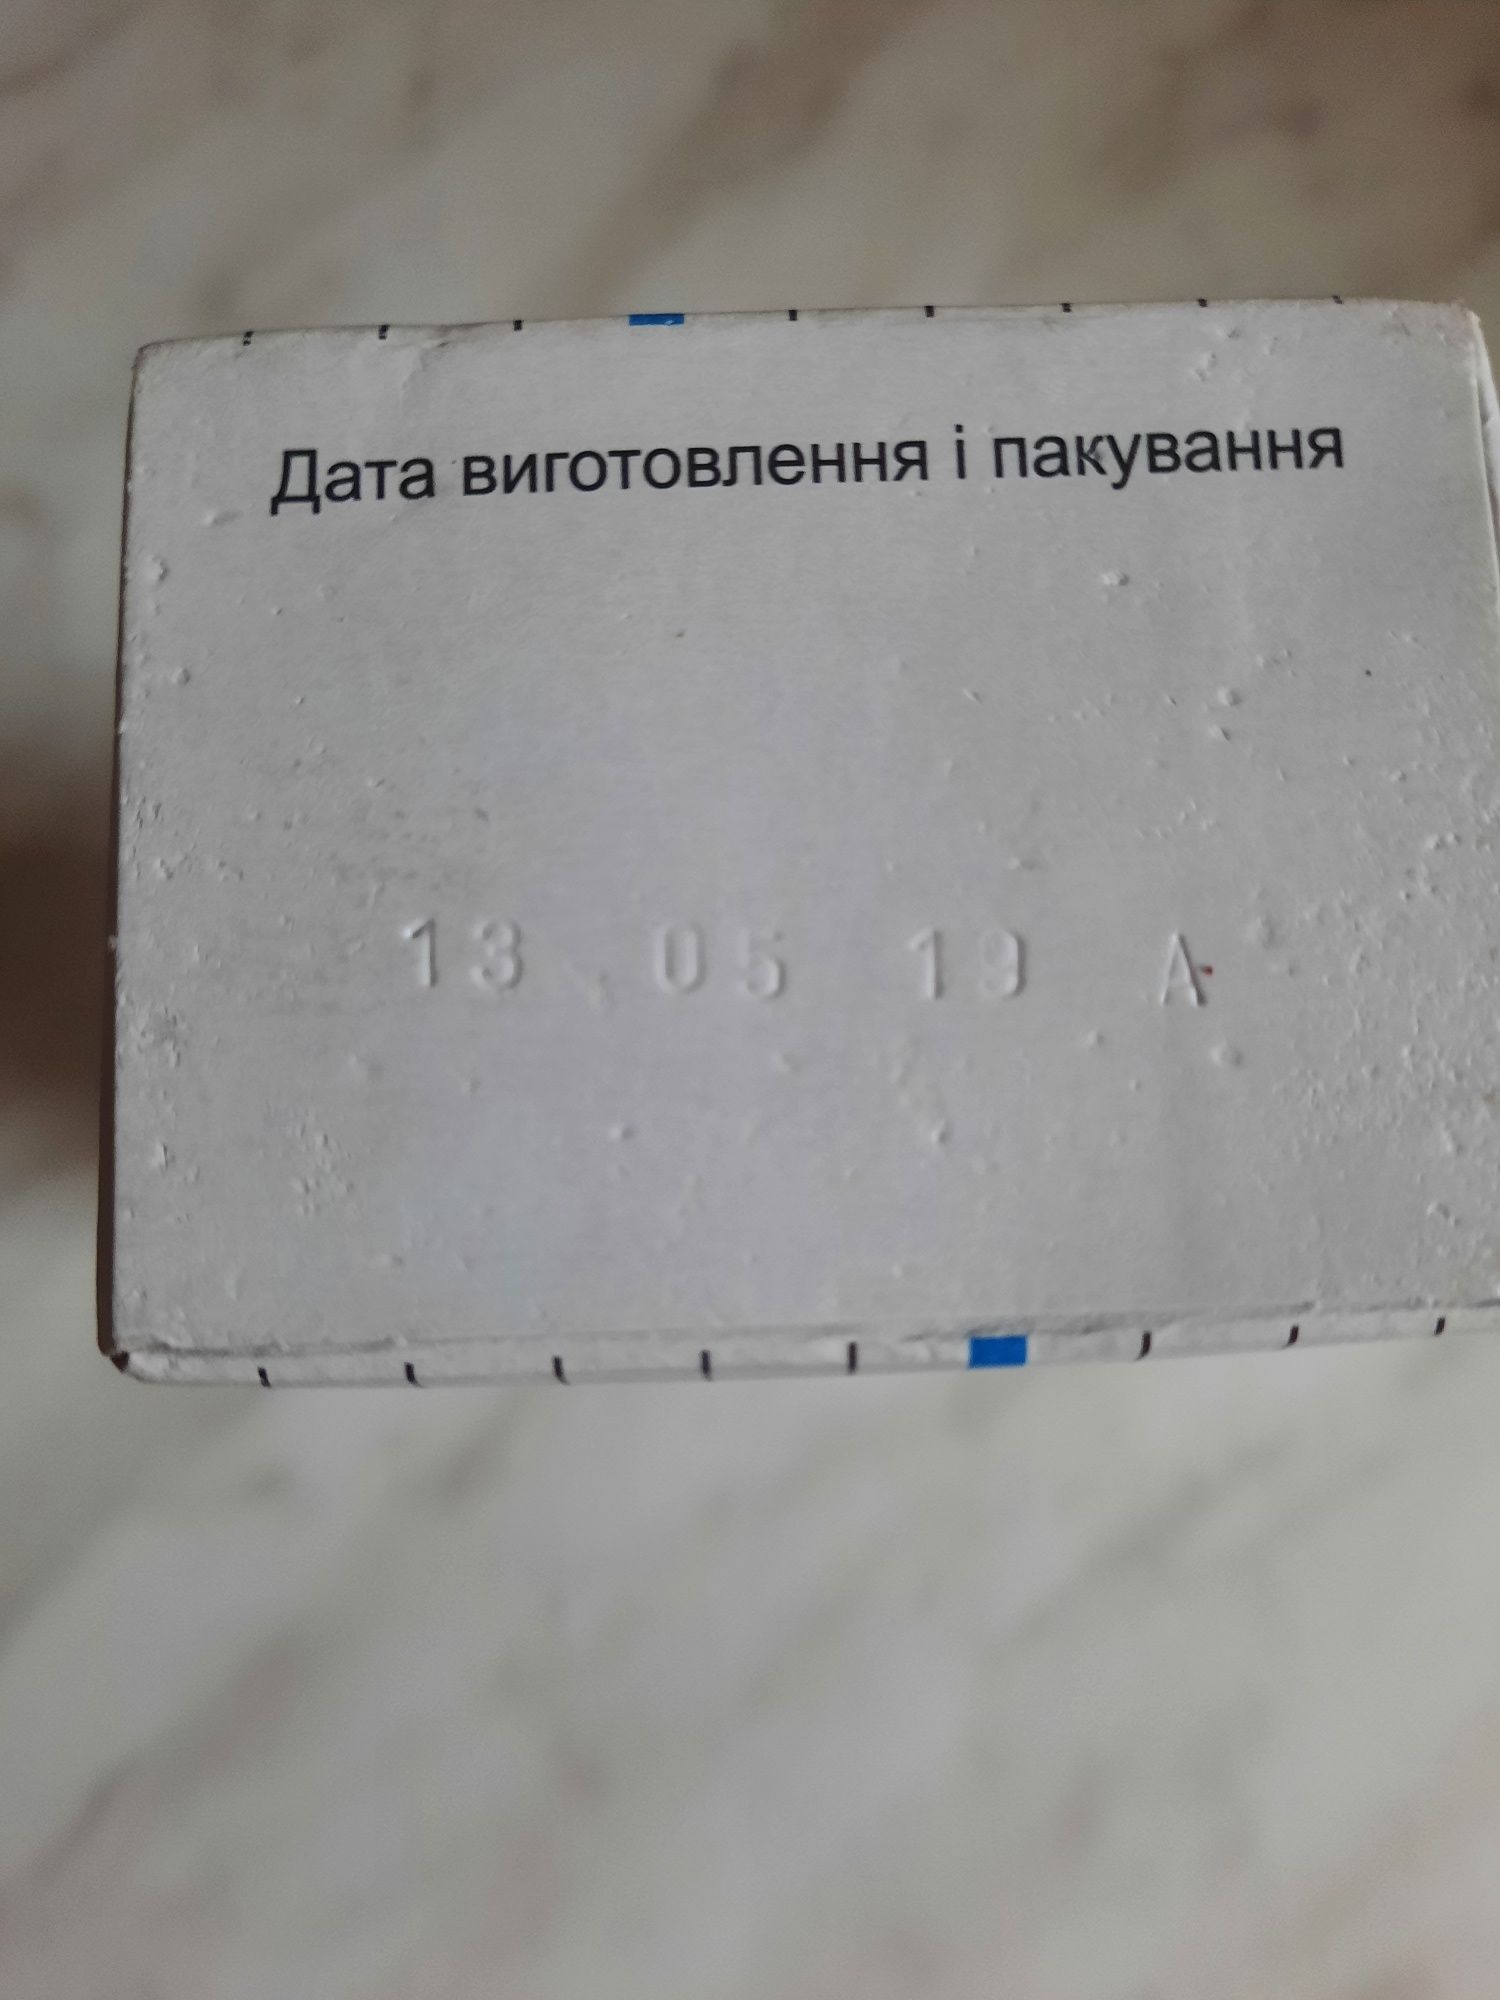 Дата виготовлення і пакування
13 05 19 A